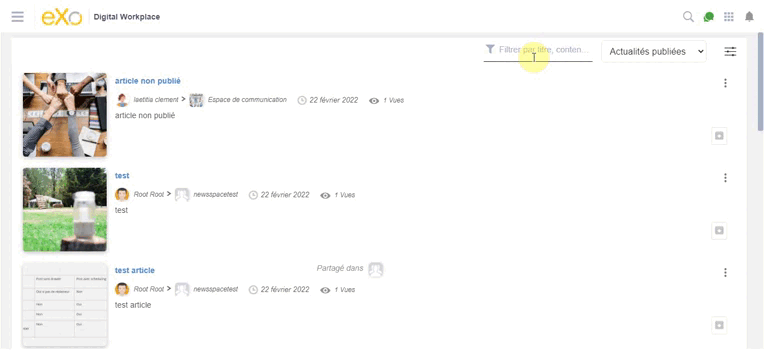 eXo Digital Workplace
Filtrer par titre, conten... Actualités publiées
article non publié
laetitia clement > Espace de communication 22 février 2022 1 Vues
article non publié
test
Root Root > newsspacetest 22 février 2022 1 Vues
test
test article
Partagé dans
Root Root > newsspacetest 22 février 2022 1 Vues
test article